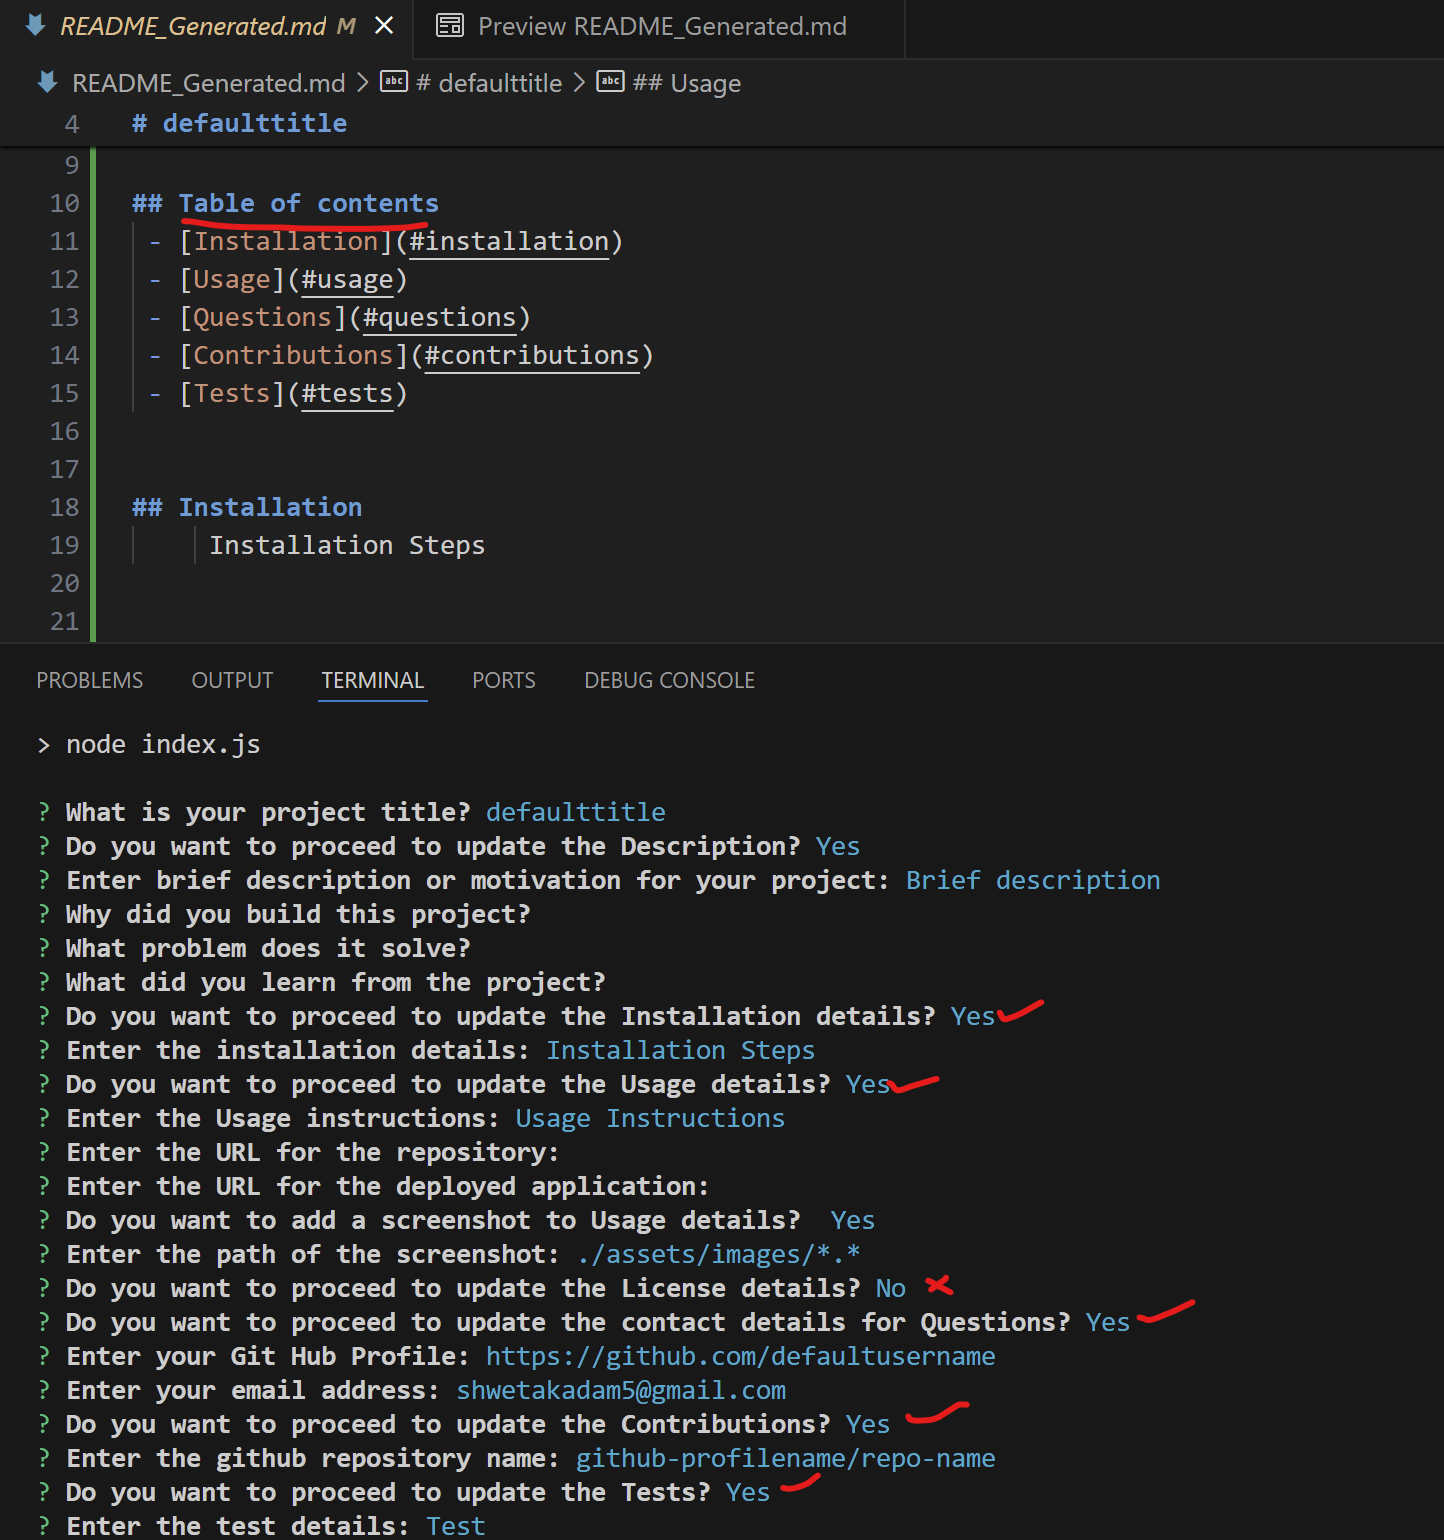 README_Generated.md M × Preview README_Generated.md
README_Generated.md > abc # defaulttitle > abc ## Usage
4 # defaulttitle
9
10 ## Table of contents
11 - [Installation](#installation)
12 - [Usage](#usage)
13 - [Questions](#questions)
14 - [Contributions](#contributions)
15 - [Tests](#tests)
16
17
18 ## Installation
19 Installation Steps
20
21
PROBLEMS OUTPUT TERMINAL PORTS DEBUG CONSOLE
> node index.js
? What is your project title? defaulttitle
? Do you want to proceed to update the Description? Yes
? Enter brief description or motivation for your project: Brief description
? Why did you build this project?
? What problem does it solve?
? What did you learn from the project?
? Do you want to proceed to update the Installation details? Yes
? Enter the installation details: Installation Steps
? Do you want to proceed to update the Usage details? Yes
? Enter the Usage instructions: Usage Instructions
? Enter the URL for the repository:
? Enter the URL for the deployed application:
? Do you want to add a screenshot to Usage details? Yes
? Enter the path of the screenshot: ./assets/images/*.*
? Do you want to proceed to update the License details? No
? Do you want to proceed to update the contact details for Questions? Yes
? Enter your Git Hub Profile: https://github.com/defaultusername
? Enter your email address: shwetakadam5@gmail.com
? Do you want to proceed to update the Contributions? Yes
? Enter the github repository name: github-profilename/repo-name
? Do you want to proceed to update the Tests? Yes
? Enter the test details: Test